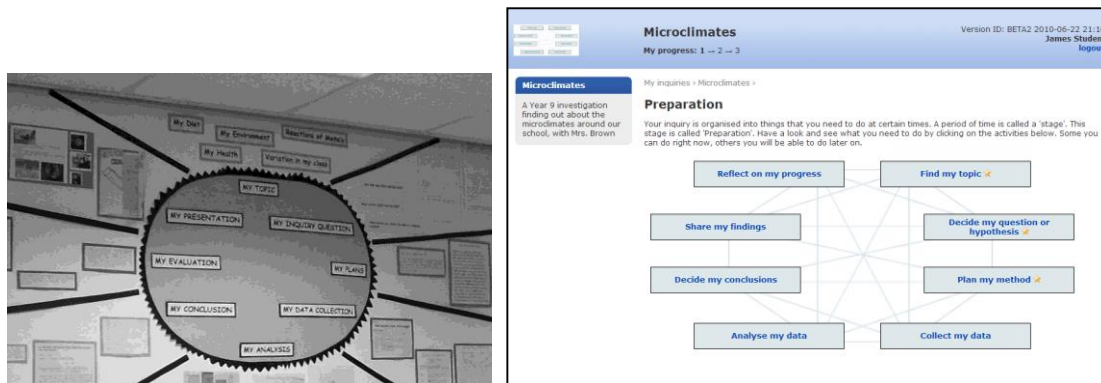 My Diet
My Environment
Reactions of Metals
My Health
Variation in my class
MY TOPIC
MY PRESENTATION
MY INQUIRY QUESTION
MY EVALUATION
MY PLANS
MY CONCLUSION
MY DATA COLLECTION
MY ANALYSIS
Microclimates
My progress: 1 → 2 → 3
Version ID: BETA2 2010-06-22 21:1
James Studen
logou
Microclimates
A Year 9 investigation
finding out about the
microclimates around our
school, with Mrs. Brown
My inquiries › Microclimates ›
Preparation
Your inquiry is organised into things that you need to do at certain times. A period of time is called a 'stage'. This
stage is called 'Preparation'. Have a look and see what you need to do by clicking on the activities below. Some you
can do right now, others you will be able to do later on.
Reflect on my progress
Find my topic
Share my findings
Decide my question or
hypothesis
Decide my conclusions
Plan my method
Analyse my data
Collect my data